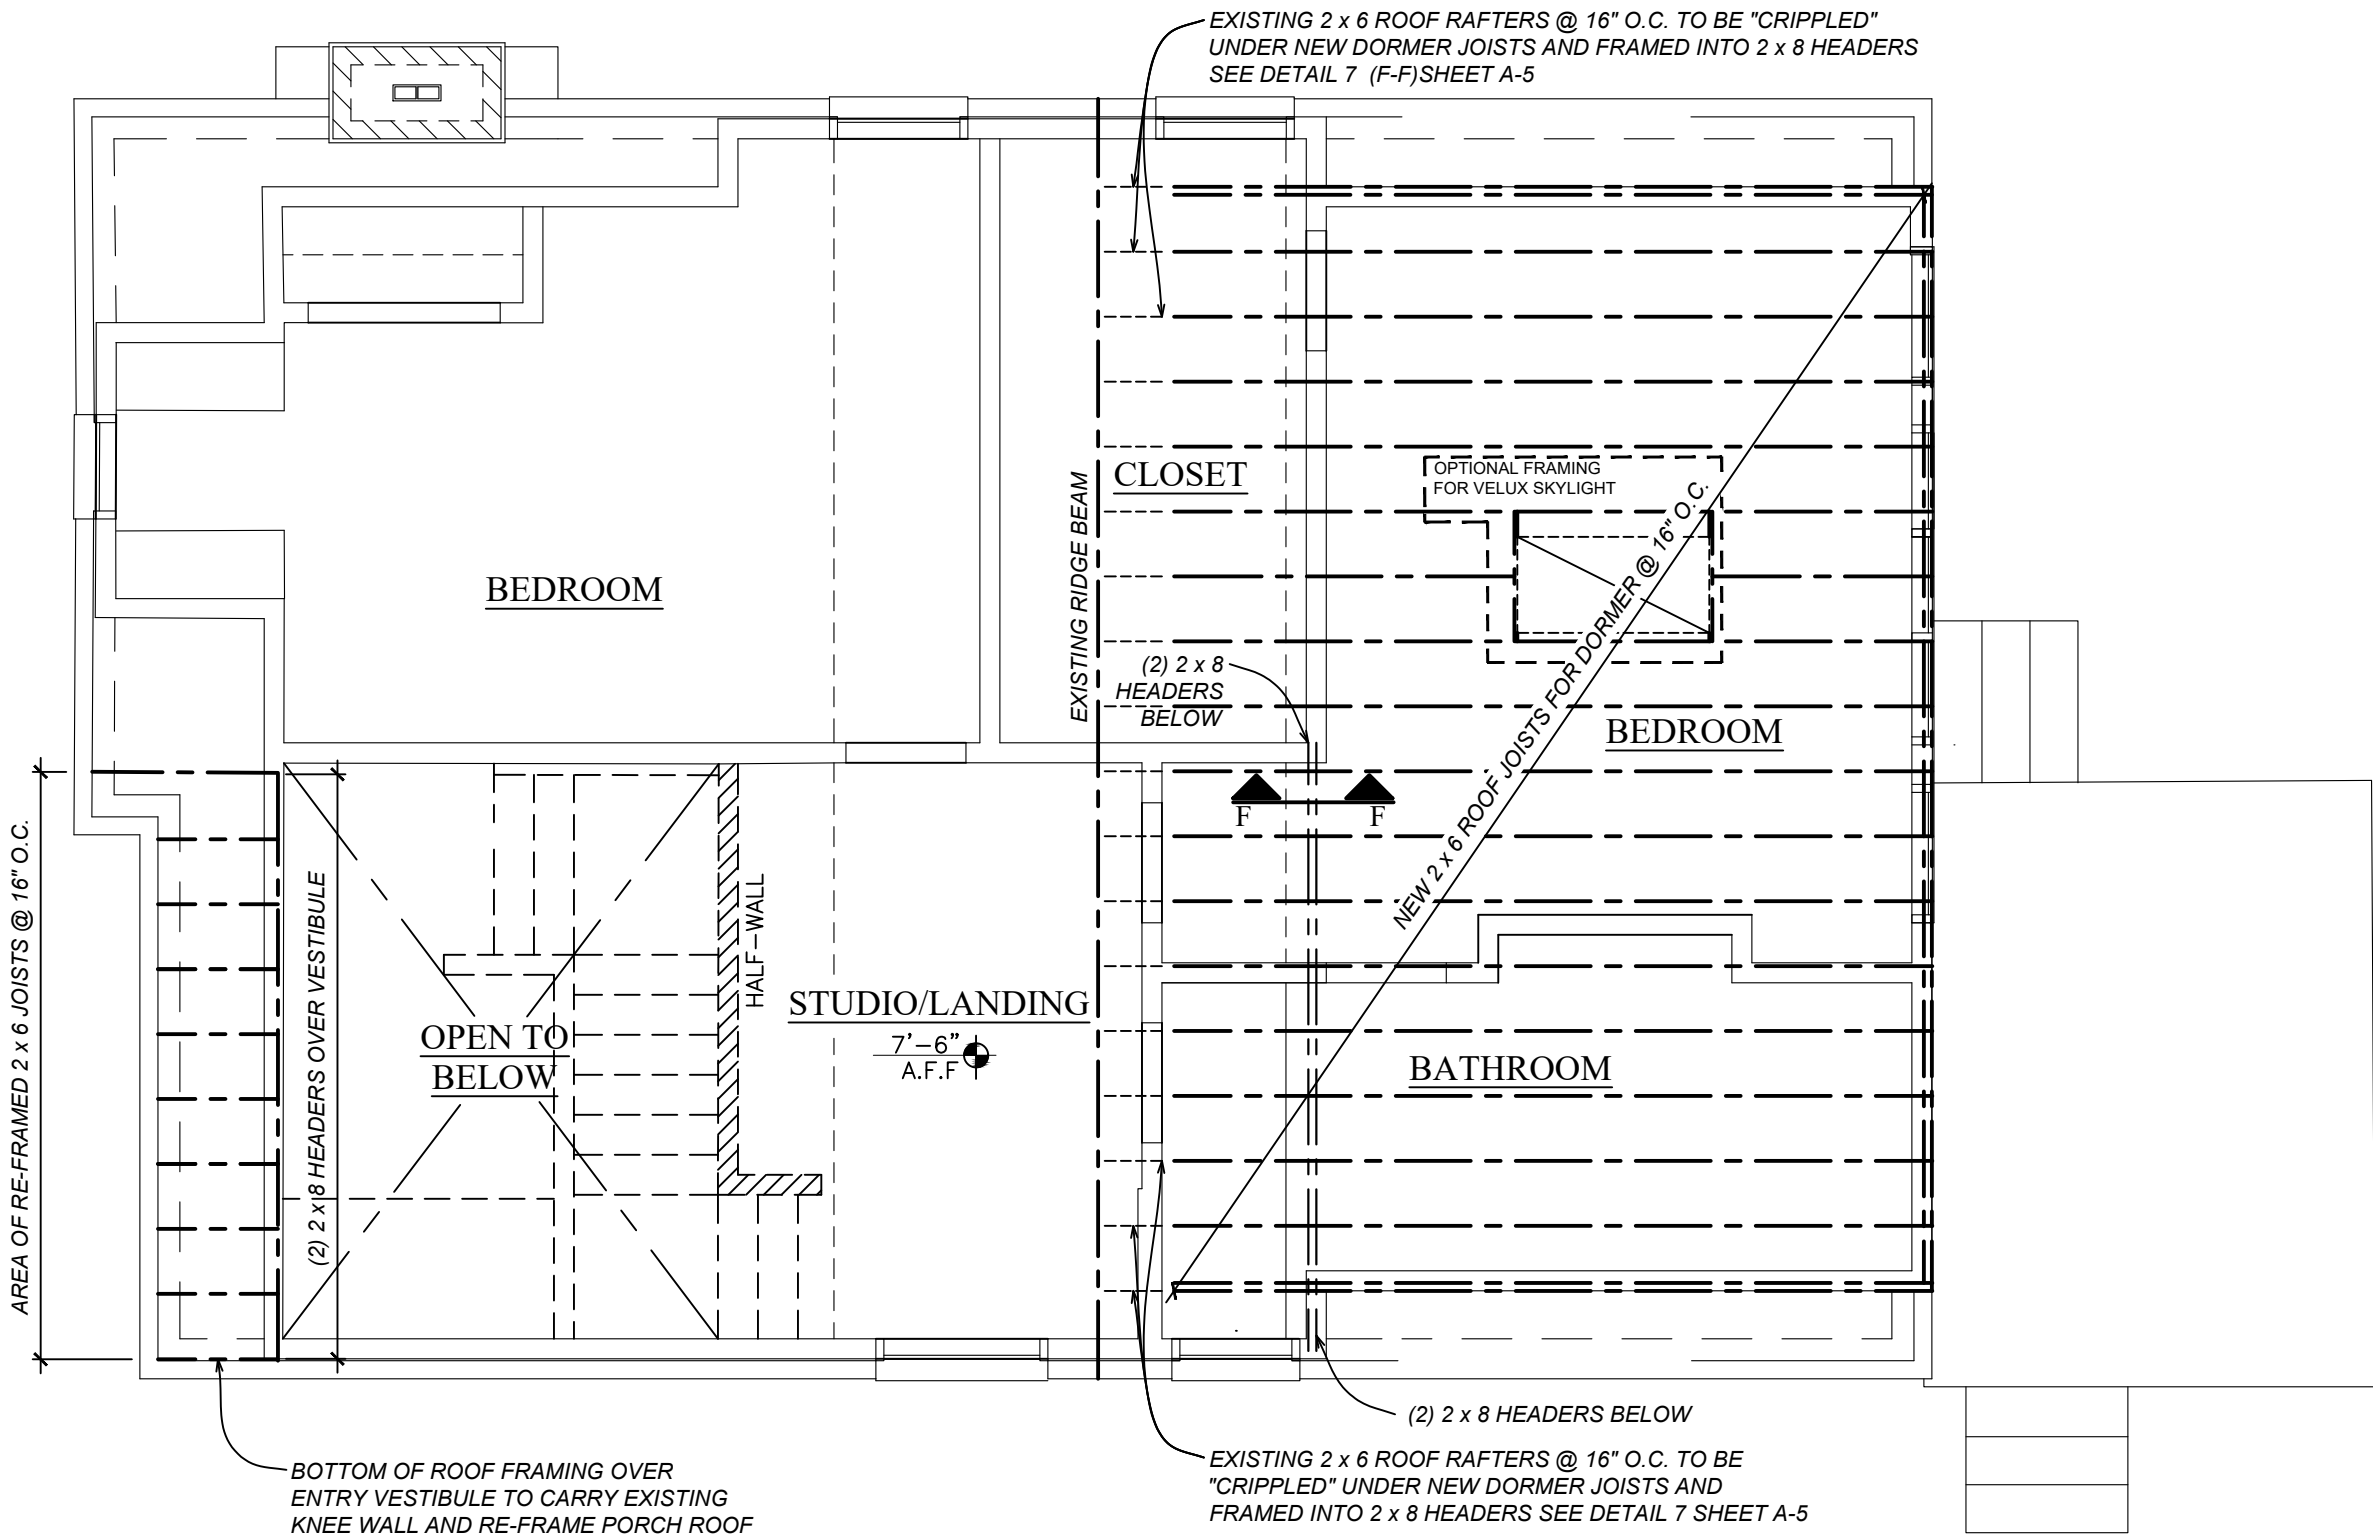 EXISTING 2 x 6 ROOF RAFTERS @ 16" O.C. TO BE "CRIPPLED"
UNDER NEW DORMER JOISTS AND FRAMED INTO 2 x 8 HEADERS
SEE DETAIL 7 (F-F)SHEET A-5
CLOSET
OPTIONAL FRAMING
FOR VELUX SKYLIGHT
EXISTING RIDGE BEAM
NEW 2 x 6 ROOF JOISTS FOR DORMER @ 16" O.C.
BEDROOM
(2) 2 x 8
HEADERS
BELOW
BEDROOM
F F
AREA OF RE-FRAMED 2 x 6 JOISTS @ 16" O.C.
(2) 2 x 8 HEADERS OVER VESTIBULE
HALF-WALL
STUDIO/LANDING
7'-6"
A.F.F
OPEN TO
BELOW
BATHROOM
(2) 2 x 8 HEADERS BELOW
BOTTOM OF ROOF FRAMING OVER
ENTRY VESTIBULE TO CARRY EXISTING
KNEE WALL AND RE-FRAME PORCH ROOF
EXISTING 2 x 6 ROOF RAFTERS @ 16" O.C. TO BE
"CRIPPLED" UNDER NEW DORMER JOISTS AND
FRAMED INTO 2 x 8 HEADERS SEE DETAIL 7 SHEET A-5